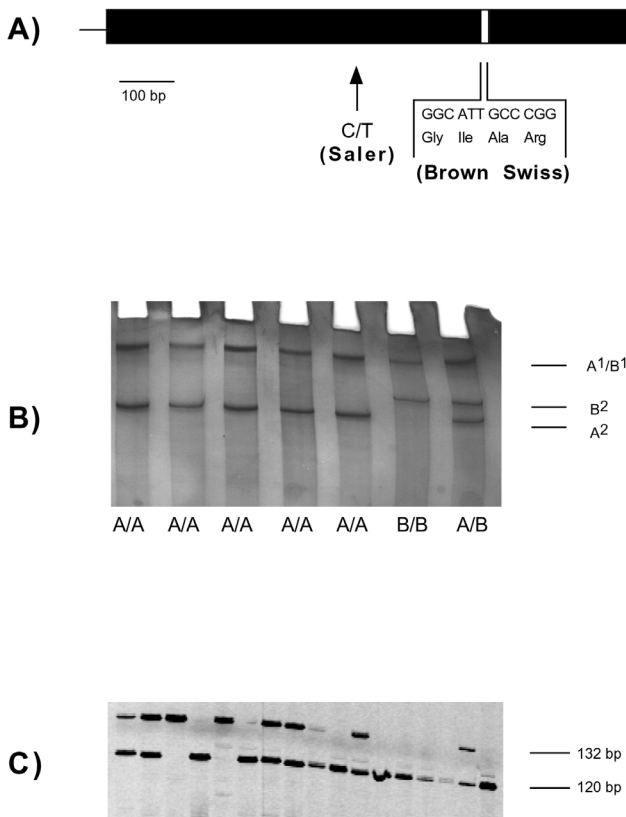 A)
100 bp
C/T
(Saler)
GGC ATT GCC CGG
Gly Ile Ala Arg
(Brown Swiss)
B)
A1/B1
B2
A2
A/A A/A A/A A/A A/A B/B A/B
C)
132 bp
120 bp